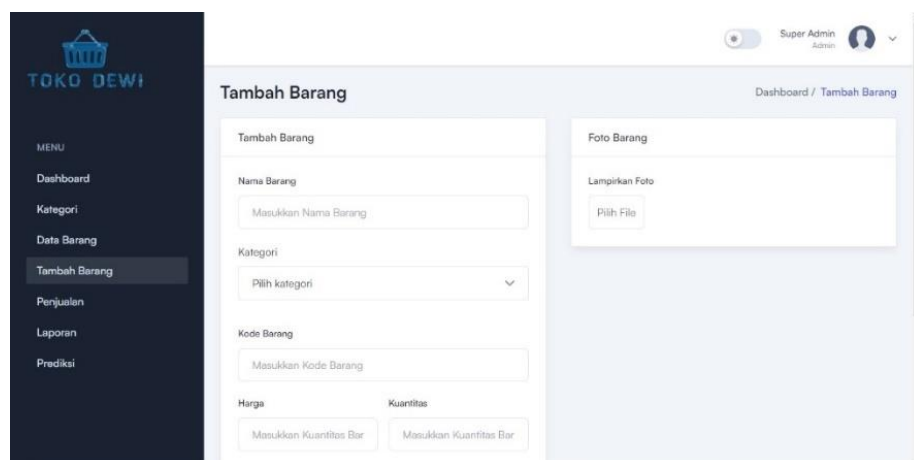 TOKO DEWI
MENU
Dashboard
Kategori
Data Barang
Tambah Barang
Penjualan
Laporan
Prediksi
Super Admin
Admin
Tambah Barang
Dashboard / Tambah Barang
Tambah Barang
Nama Barang
Masukkan Nama Barang
Kategori
Pilih kategori
Kode Barang
Masukkan Kode Barang
Harga Kuantitas
Masukkan Kuantitas Bar Masukkan Kuantitas Bar
Foto Barang
Lampirkan Foto
Pilih File